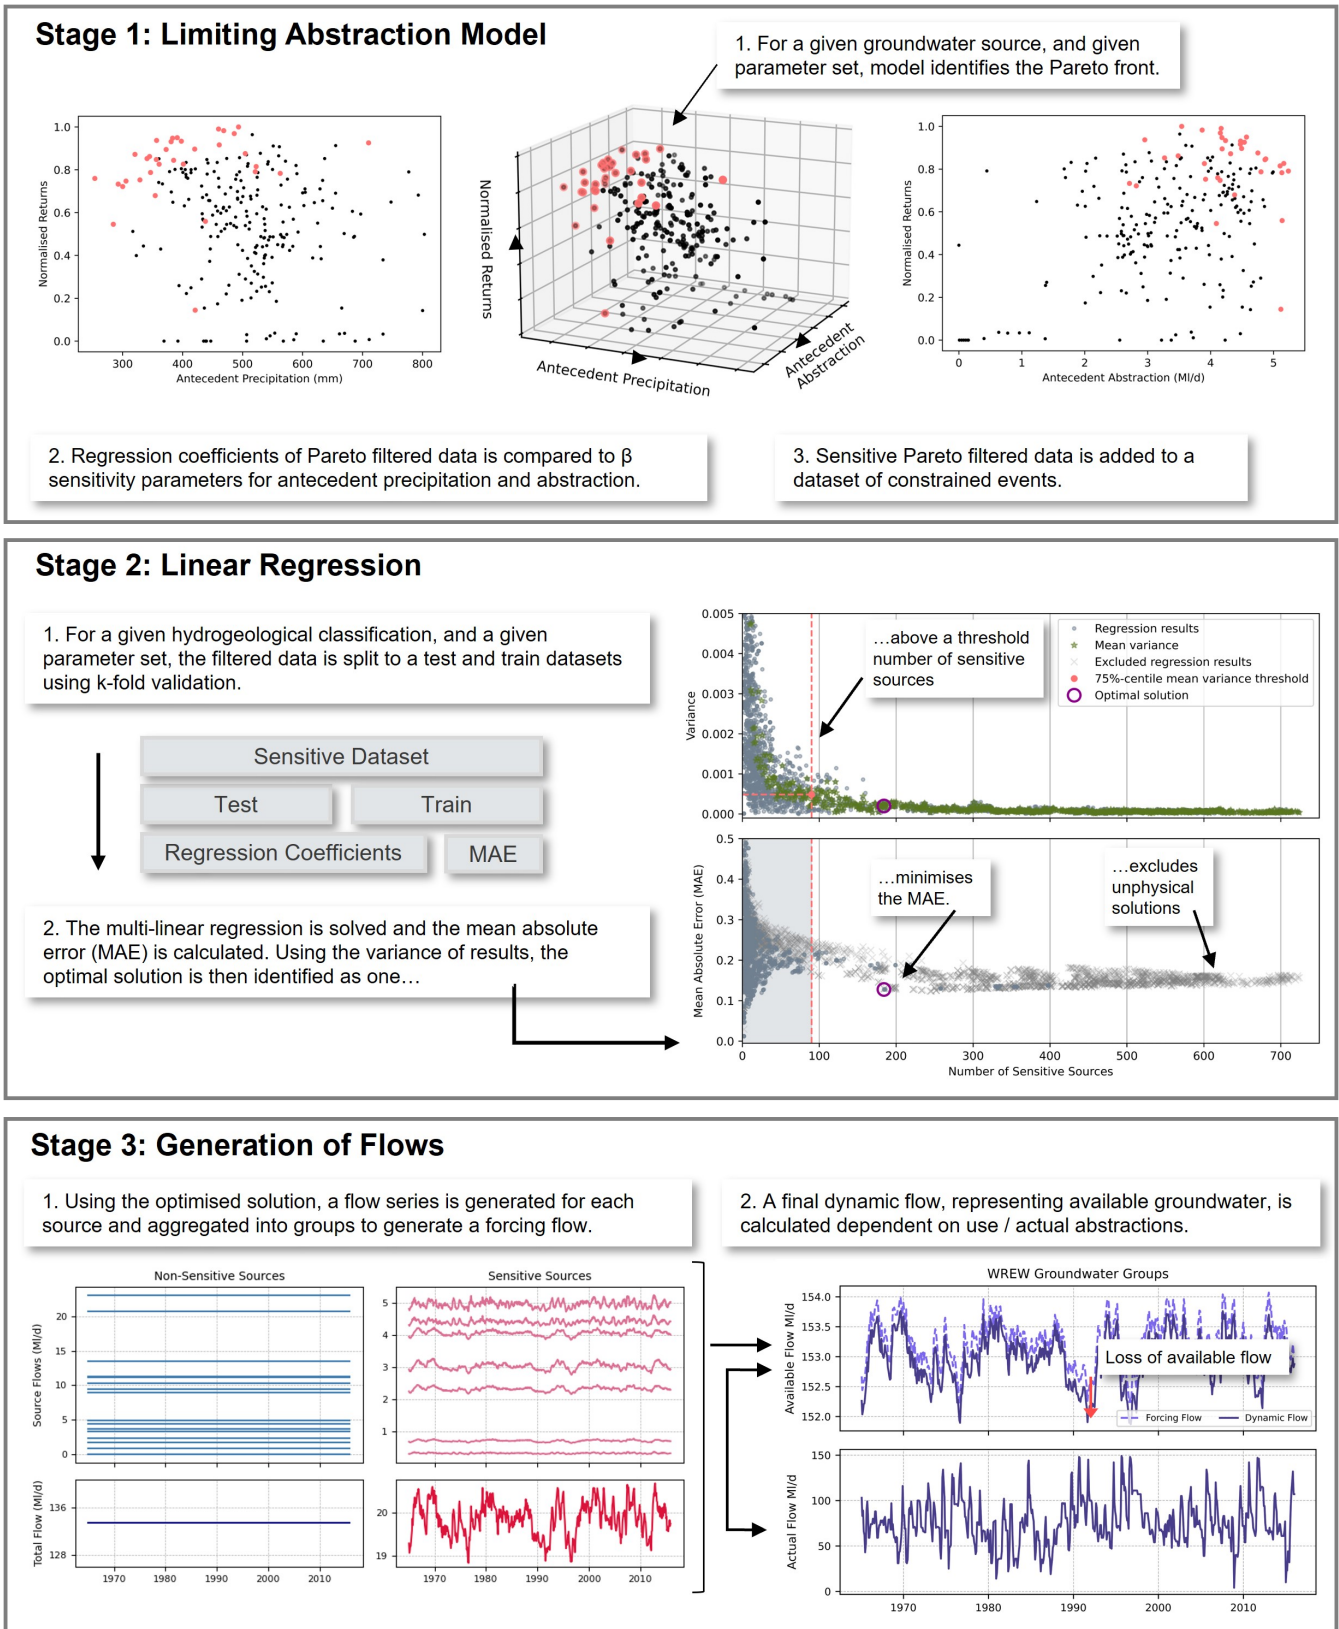 Stage 1: Limiting Abstraction Model
1. For a given groundwater source, and given
parameter set, model identifies the Pareto front.
1.0
0.8
0.6
0.4
0.2
0.0
Normalised Returns
300 400 500 600 700 800
Antecedent Precipitation (mm)
Normalised Returns
Antecedent Precipitation
Antecedent
Abstraction
1.0
0.8
0.6
0.4
0.2
0.0
Normalised Returns
0 1 2 3 4 5
Antecedent Abstraction (Ml/d)
2. Regression coefficients of Pareto filtered data is compared to β
sensitivity parameters for antecedent precipitation and abstraction.
3. Sensitive Pareto filtered data is added to a
dataset of constrained events.
Stage 2: Linear Regression
1. For a given hydrogeological classification, and a given
parameter set, the filtered data is split to a test and train datasets
using k-fold validation.
Sensitive Dataset
Test Train
Regression Coefficients MAE
2. The multi-linear regression is solved and the mean absolute
error (MAE) is calculated. Using the variance of results, the
optimal solution is then identified as one…
0.005
0.004
0.003
0.002
0.001
0.000
Variance
…above a threshold
number of sensitive
sources
Regression results
Mean variance
Excluded regression results
75%-centile mean variance threshold
Optimal solution
0.5
0.4
0.3
0.2
0.1
0.0
Mean Absolute Error (MAE)
…minimises
the MAE.
…excludes
unphysical
solutions
0 100 200 300 400 500 600 700
Number of Sensitive Sources
Stage 3: Generation of Flows
1. Using the optimised solution, a flow series is generated for each
source and aggregated into groups to generate a forcing flow.
2. A final dynamic flow, representing available groundwater, is
calculated dependent on use / actual abstractions.
Non-Sensitive Sources
20
15
10
5
0
Source Flows (Ml/d)
136
128
Total Flow (Ml/d)
1970 1980 1990 2000 2010
Sensitive Sources
5
4
3
2
1
20
19
1970 1980 1990 2000 2010
WREW Groundwater Groups
154.0
153.5
153.0
152.5
152.0
Available Flow Ml/d
Loss of available flow
Forcing Flow Dynamic Flow
150
100
50
0
Actual Flow Ml/d
1970 1980 1990 2000 2010